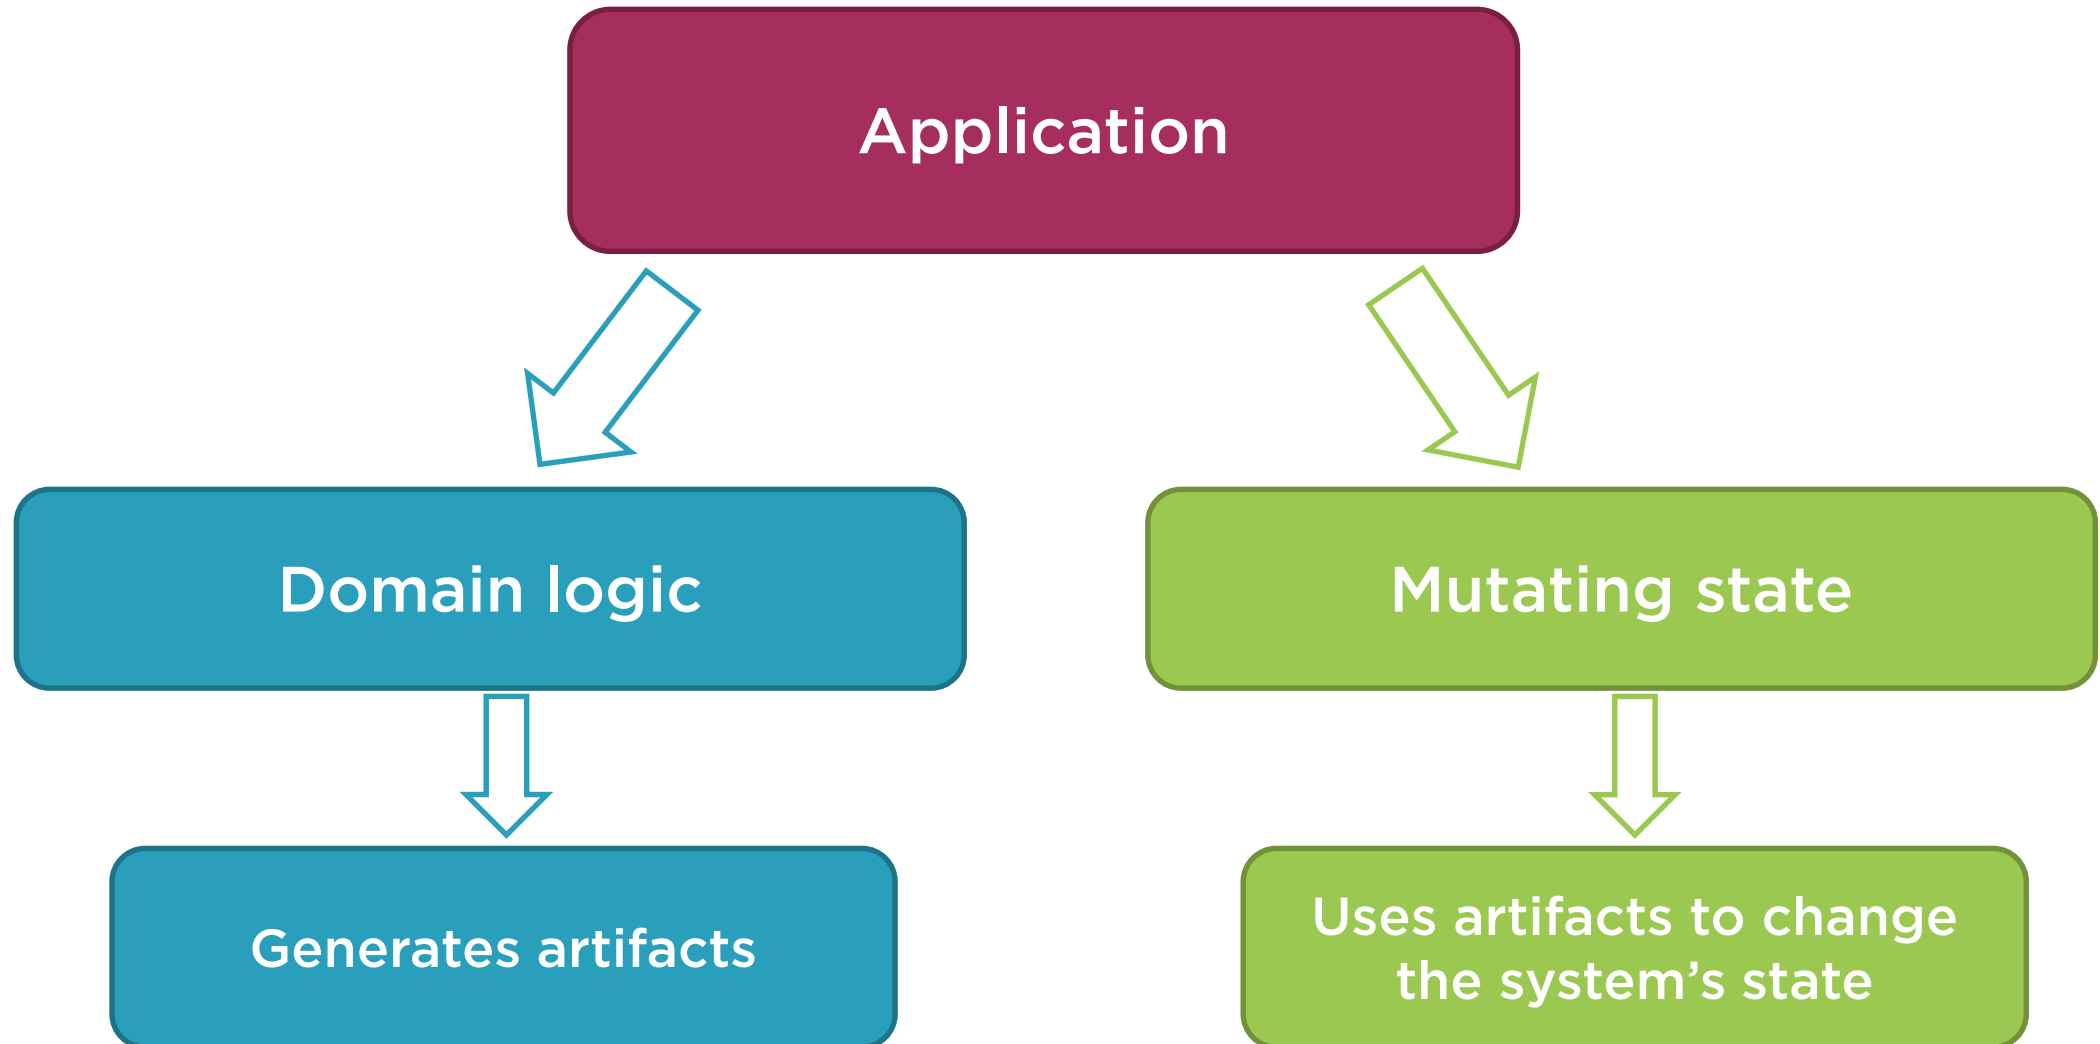 Application
Domain logic
Mutating state
Generates artifacts
Uses artifacts to change
the system’s state